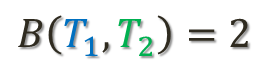 B(T₁,T₂) = 2